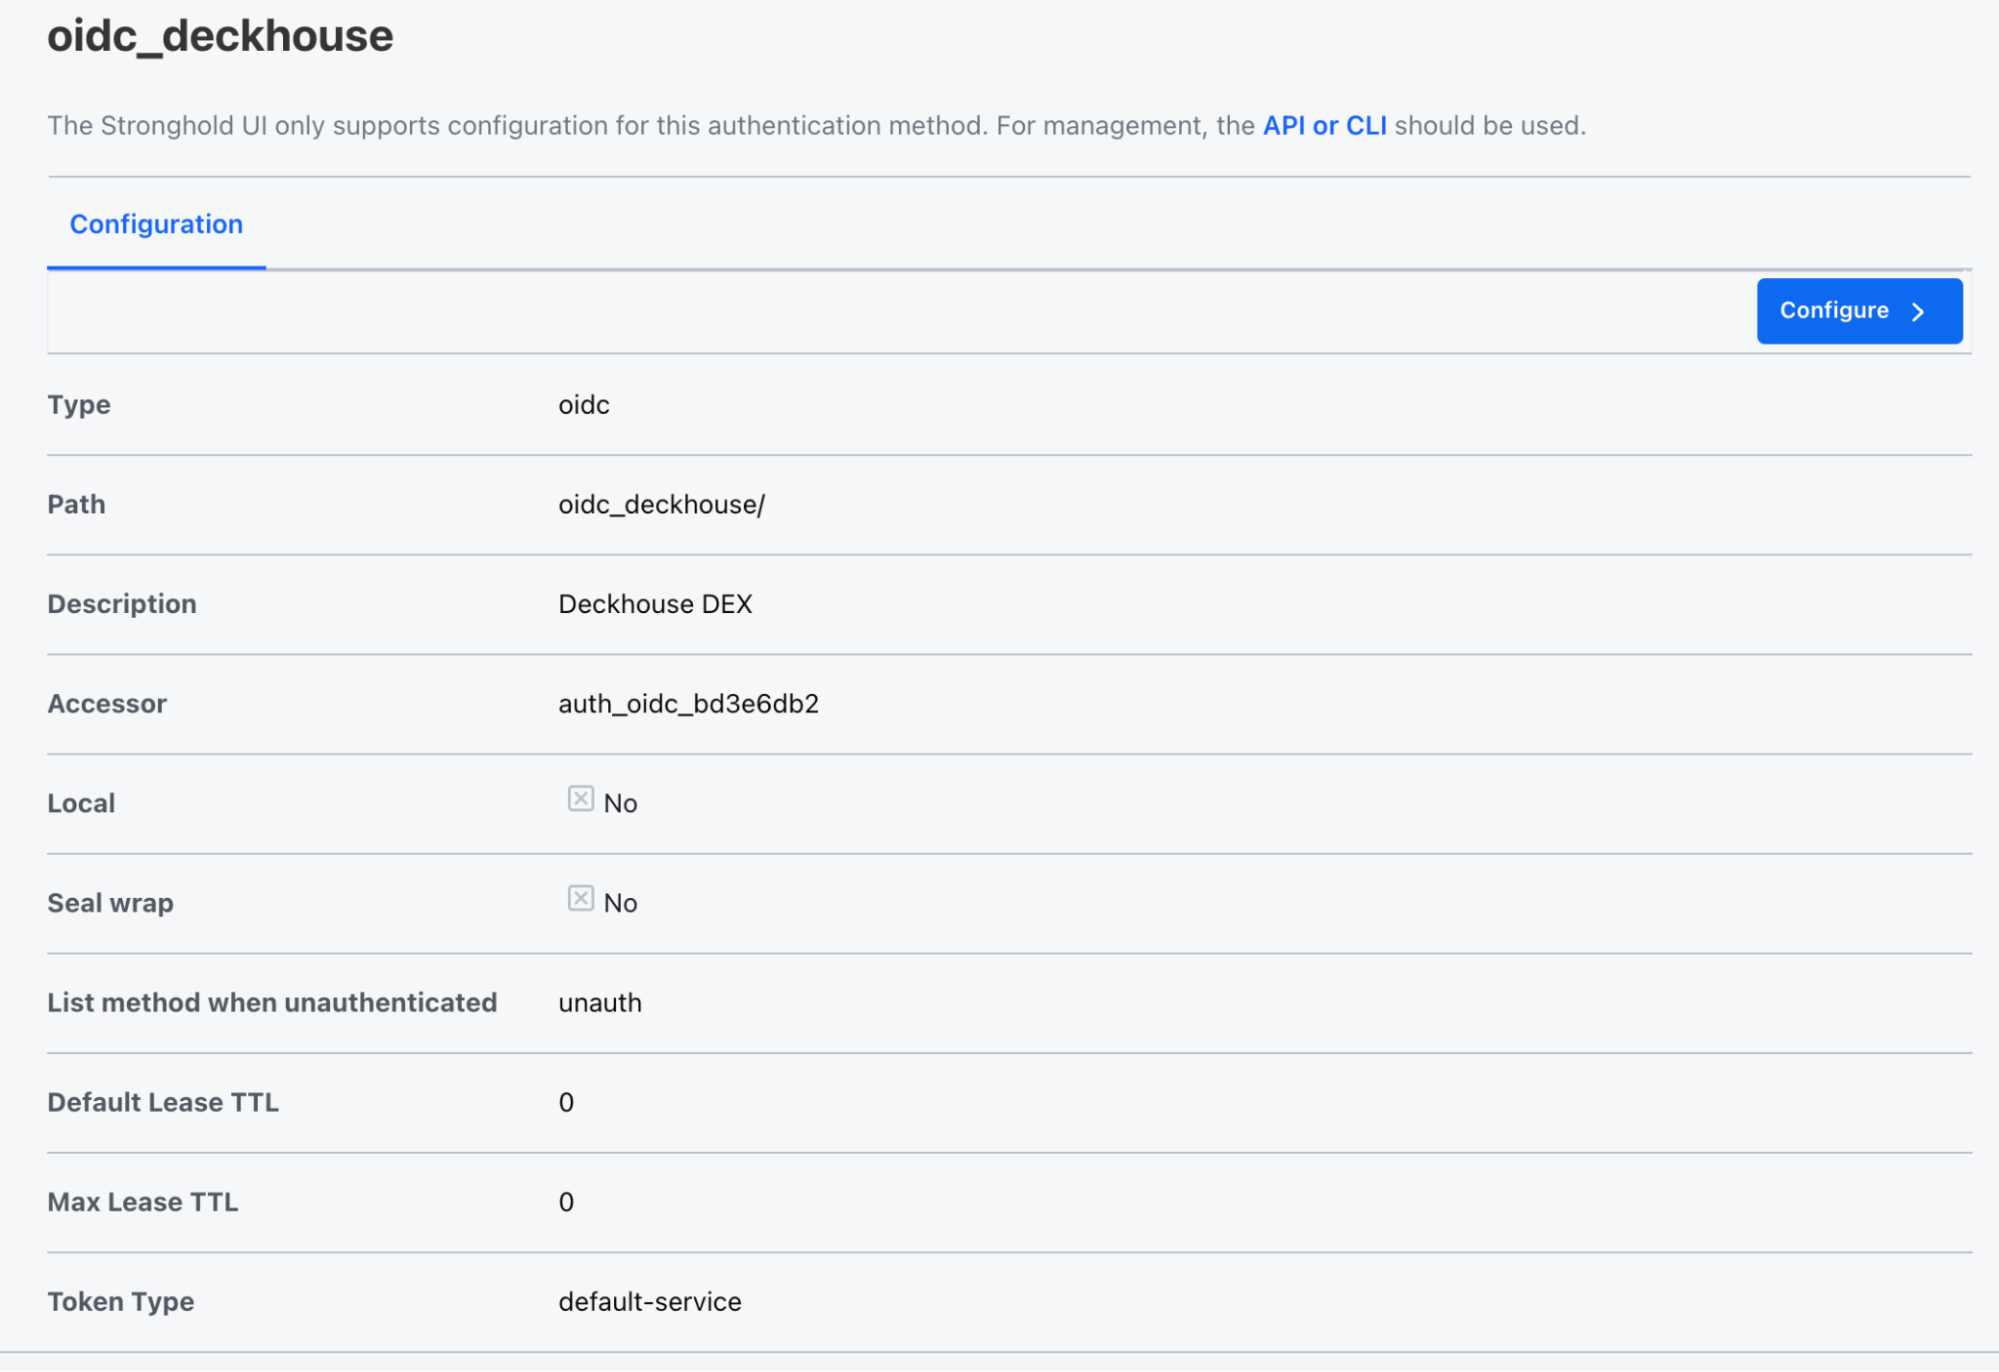 oidc_deckhouse
The Stronghold UI only supports configuration for this authentication method. For management, the API or CLI should be used.
Configuration
Configure
Type oidc
Path oidc_deckhouse/
Description Deckhouse DEX
Accessor auth_oidc_bd3e6db2
Local No
Seal wrap No
List method when unauthenticated unauth
Default Lease TTL 0
Max Lease TTL 0
Token Type default-service